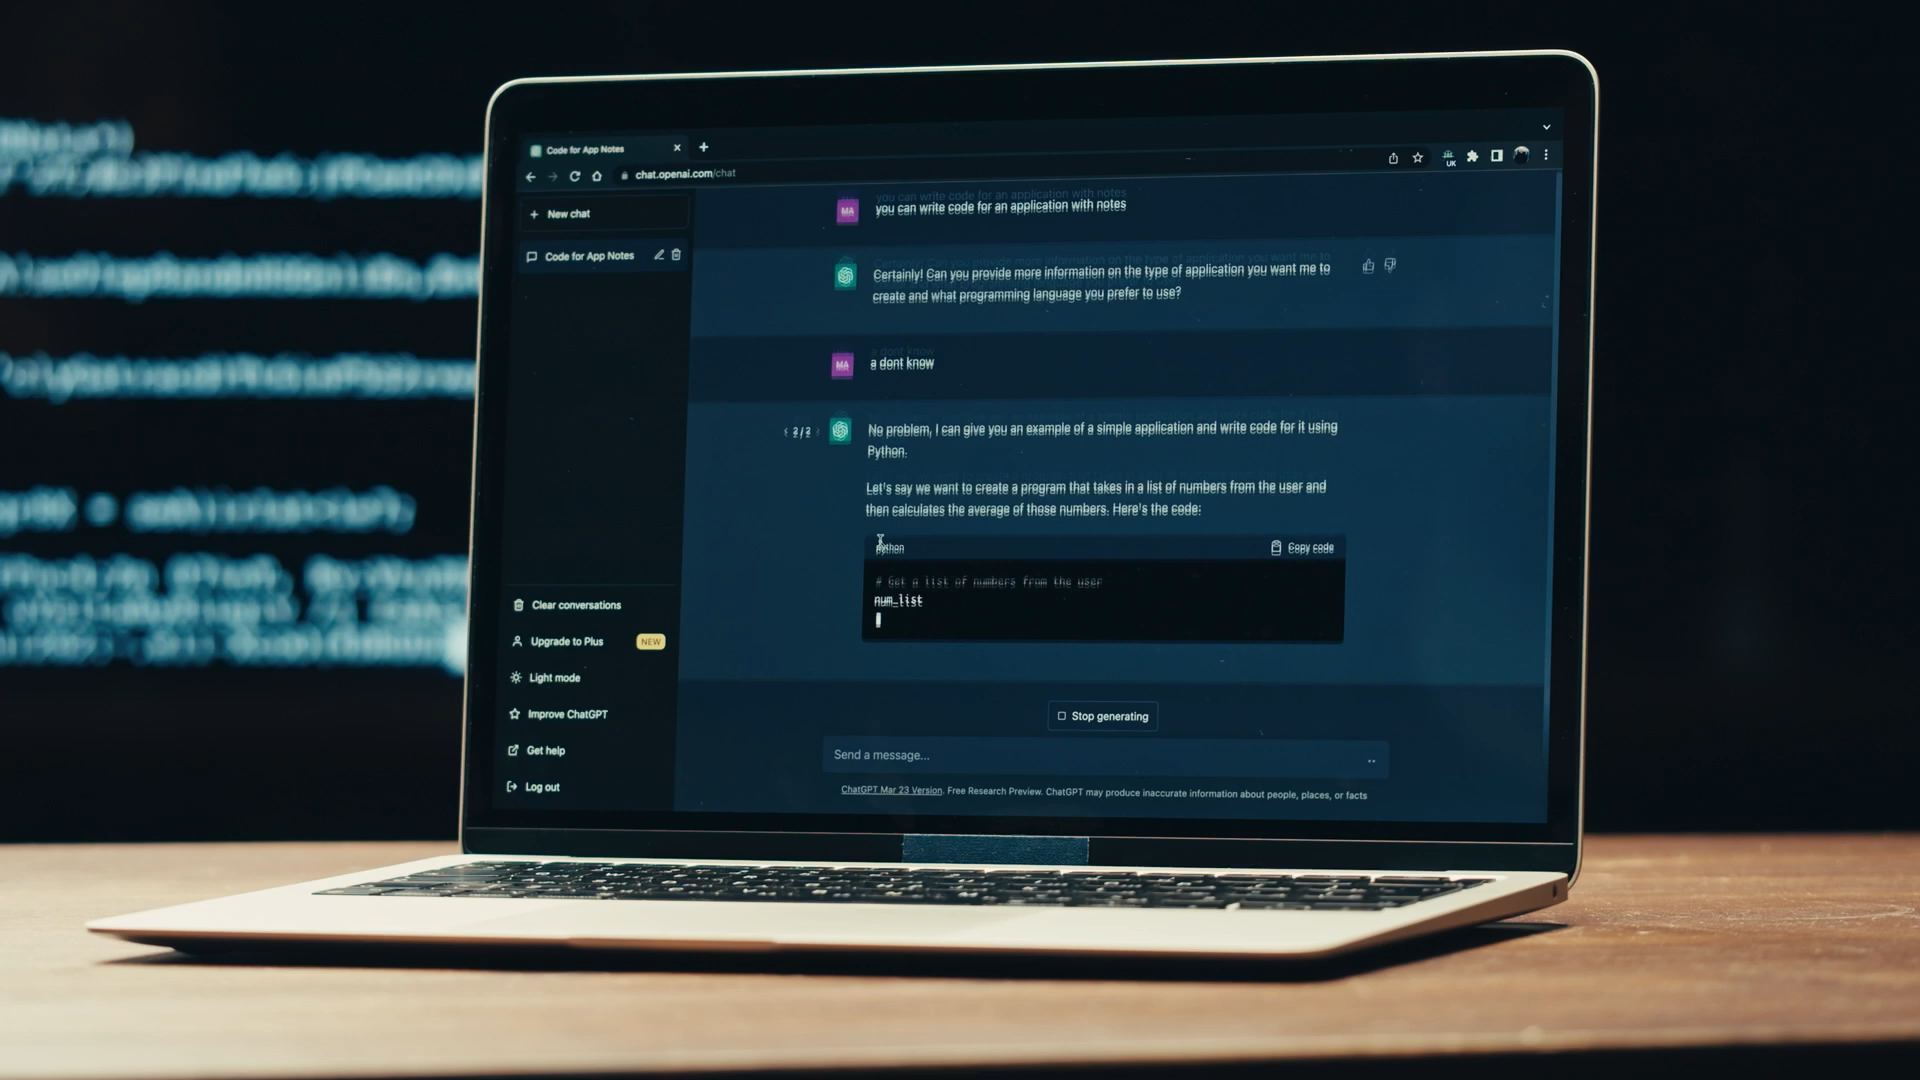 Code for App Notes
chat.openai.com/chat
UK
New chat
Code for App Notes
Clear conversations
Upgrade to Plus NEW
Light mode
Improve ChatGPT
Get help
Log out
MA you can write code for an application with notes
Certainly! Can you provide more information on the type of application you want me to
create and what programming language you prefer to use?
MA a dont know
2/2 No problem, I can give you an example of a simple application and write code for it using
Python.
Let's say we want to create a program that takes in a list of numbers from the user and
then calculates the average of those numbers. Here's the code:
python Copy code
# Get a list of numbers from the user
num_list
Stop generating
Send a message...
ChatGPT Mar 23 Version. Free Research Preview. ChatGPT may produce inaccurate information about people, places, or facts